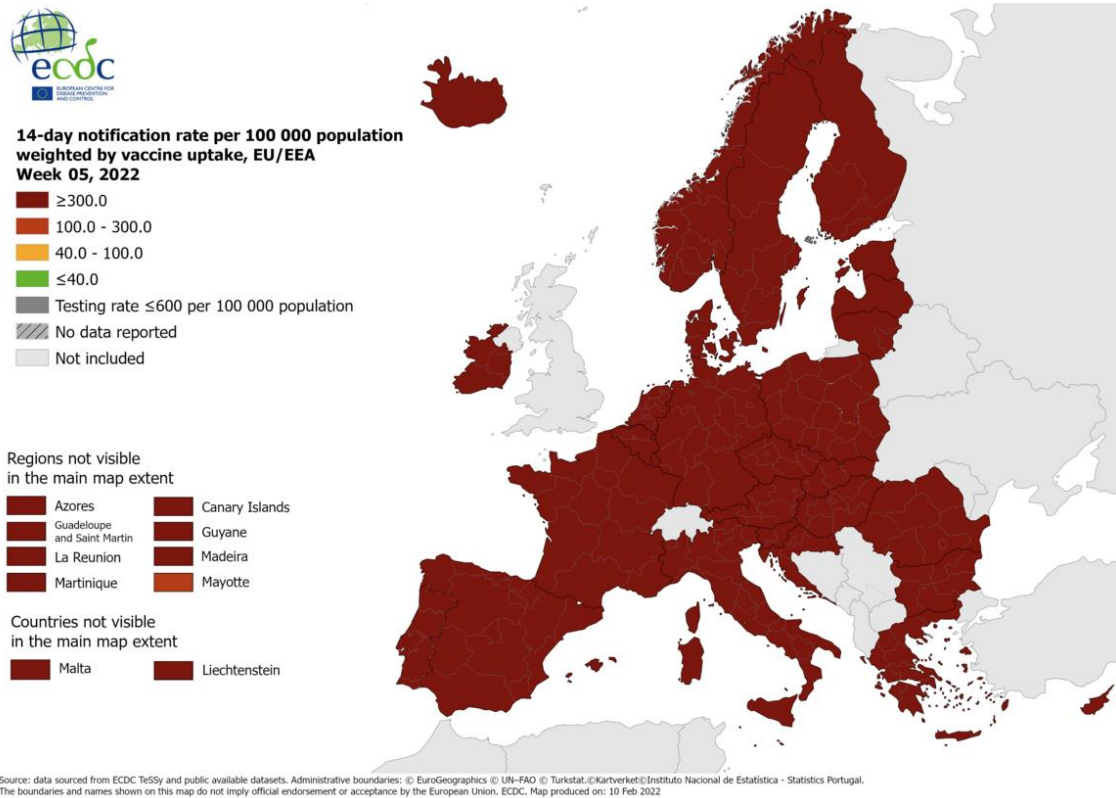 ecdc
EUROPEAN CENTRE FOR
DISEASE PREVENTION
AND CONTROL
14-day notification rate per 100 000 population
weighted by vaccine uptake, EU/EEA
Week 05, 2022
≥300.0
100.0 - 300.0
40.0 - 100.0
≤40.0
Testing rate ≤600 per 100 000 population
No data reported
Not included
Regions not visible
in the main map extent
Azores
Canary Islands
Guadeloupe
and Saint Martin
Guyane
La Reunion
Madeira
Martinique
Mayotte
Countries not visible
in the main map extent
Malta
Liechtenstein
Source: data sourced from ECDC TeSSy and public available datasets. Administrative boundaries: © EuroGeographics © UN–FAO © Turkstat.©Kartverket©Instituto Nacional de Estatística - Statistics Portugal.
The boundaries and names shown on this map do not imply official endorsement or acceptance by the European Union. ECDC. Map produced on: 10 Feb 2022